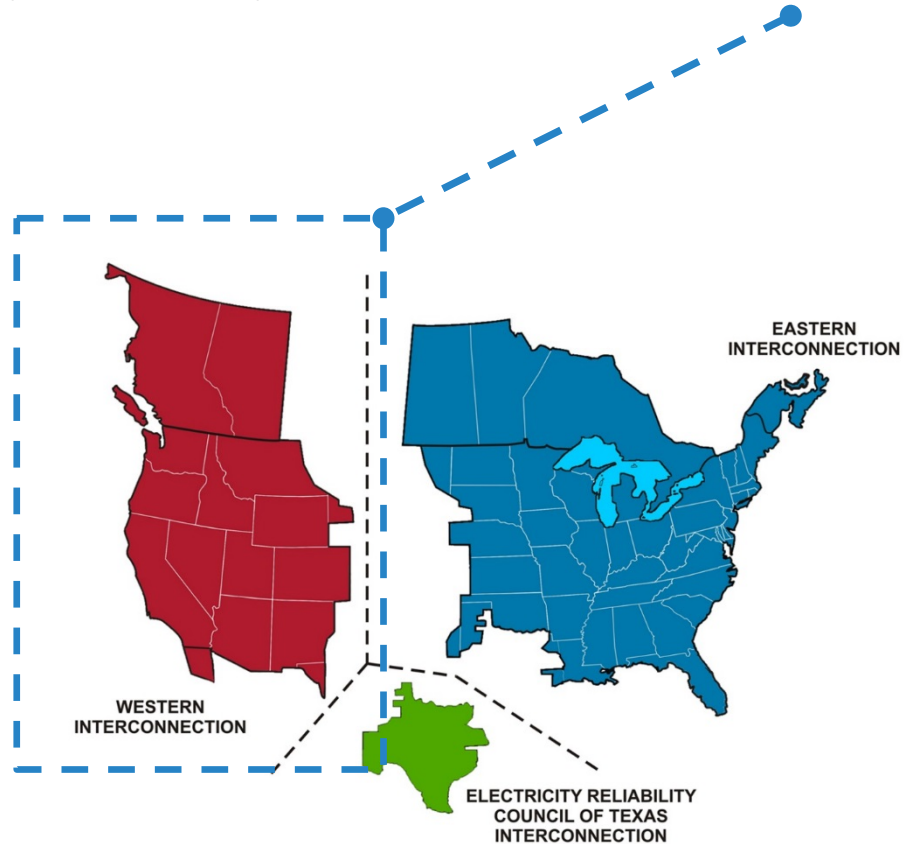 EASTERN
INTERCONNECTION
WESTERN
INTERCONNECTION
ELECTRICITY RELIABILITY
COUNCIL OF TEXAS
INTERCONNECTION